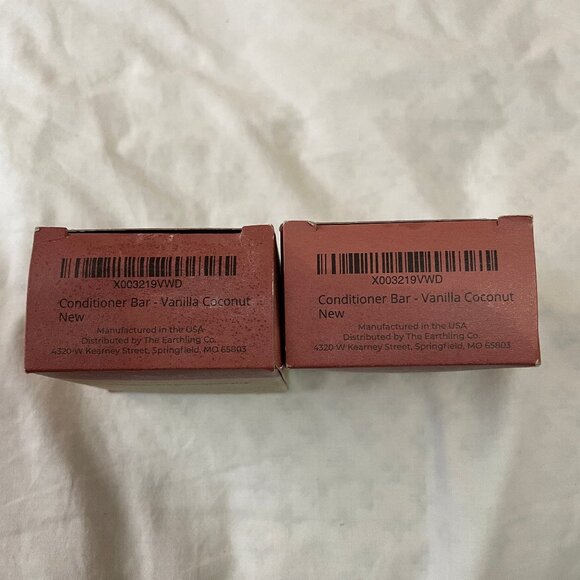 X003219VWD
Conditioner Bar - Vanilla Coconut
New
Manufactured in the USA
Distributed by The Earthling Co.
4320 W Kearney Street, Springfield, MO 65803
X003219VWD
Conditioner Bar - Vanilla Coconut
New
Manufactured in the USA
Distributed by The Earthling Co.
4320 W Kearney Street, Springfield, MO 65803